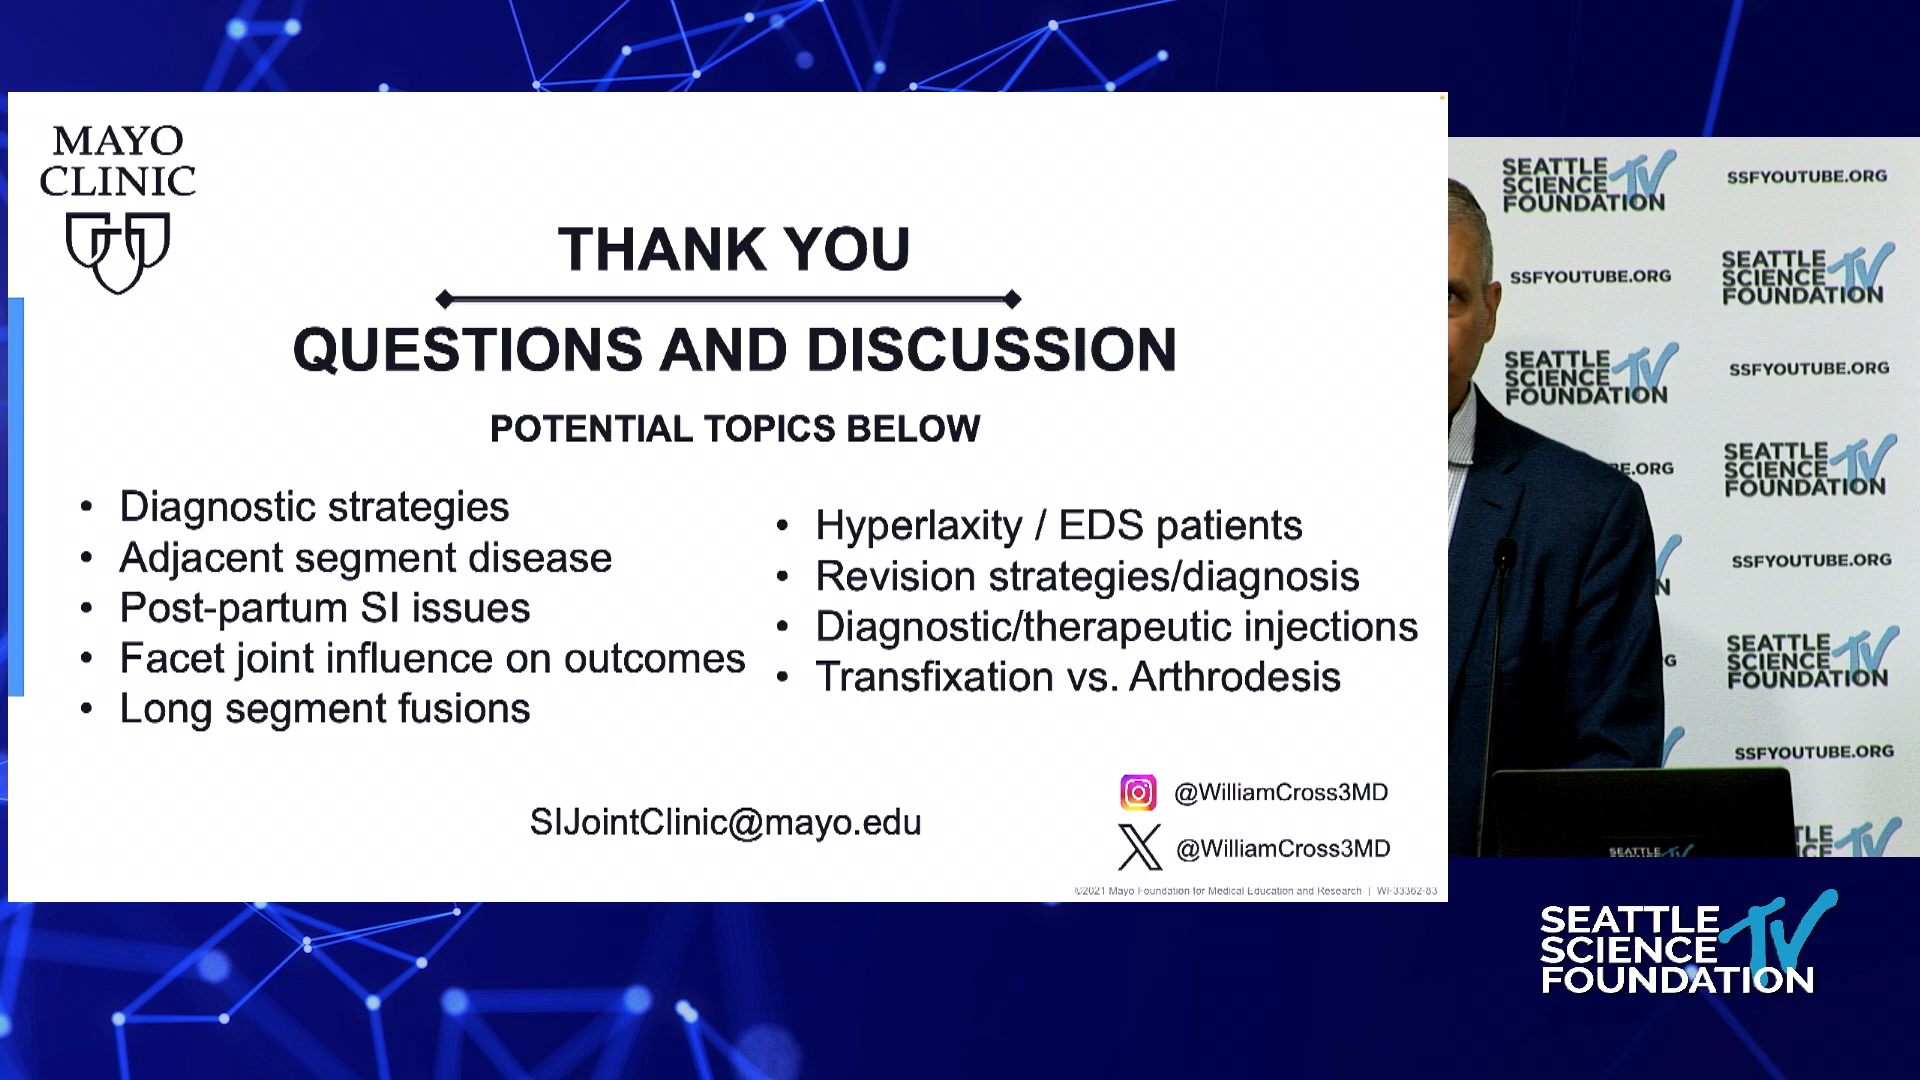 MAYO
CLINIC
THANK YOU
QUESTIONS AND DISCUSSION
POTENTIAL TOPICS BELOW
• Diagnostic strategies
• Adjacent segment disease
• Post-partum SI issues
• Facet joint influence on outcomes
• Long segment fusions
• Hyperlaxity / EDS patients
• Revision strategies/diagnosis
• Diagnostic/therapeutic injections
• Transfixation vs. Arthrodesis
SIJointClinic@mayo.edu
@WilliamCross3MD
@WilliamCross3MD
©2021 Mayo Foundation for Medical Education and Research | WF33362-83
SEATTLE
SCIENCE TV
FOUNDATION
SSFYOUTUBE.ORG
SSFYOUTUBE.ORG
SEATTLE
SCIENCE TV
FOUNDATION
SEATTLE
SCIENCE TV
FOUNDATION
SSFYOUTUBE.ORG
BE.ORG
SEATTLE
SCIENCE TV
FOUNDATION
SSFYOUTUBE.ORG
SEATTLE
SCIENCE TV
FOUNDATION
SSFYOUTUBE.ORG
SEATTLE
SCIENCE TV
FOUNDATION